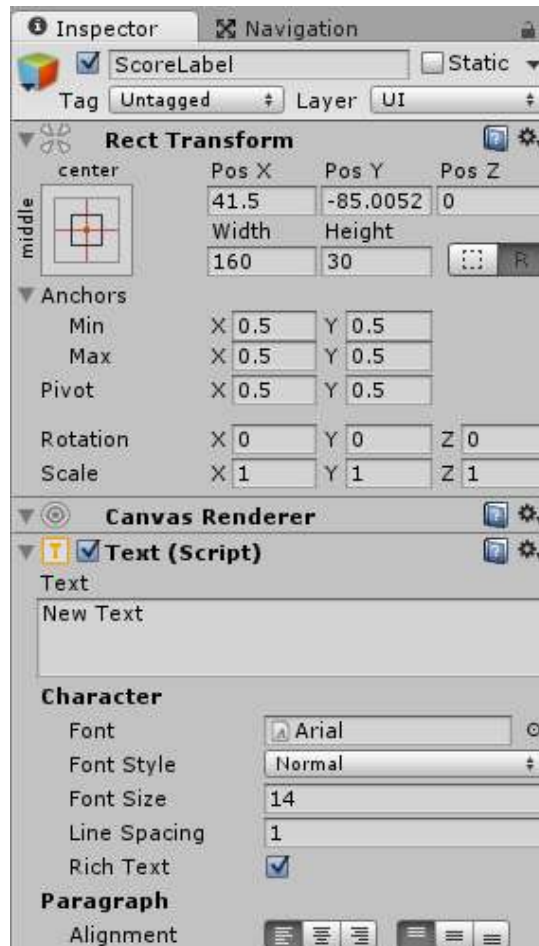 Inspector Navigation
ScoreLabel Static
Tag Untagged Layer UI
Rect Transform
center Pos X Pos Y Pos Z
middle 41.5 -85.0052 0
Width Height
160 30 R
Anchors
Min X 0.5 Y 0.5
Max X 0.5 Y 0.5
Pivot X 0.5 Y 0.5
Rotation X 0 Y 0 Z 0
Scale X 1 Y 1 Z 1
Canvas Renderer
T Text (Script)
Text
New Text
Character
Font Arial
Font Style Normal
Font Size 14
Line Spacing 1
Rich Text
Paragraph
Alignment